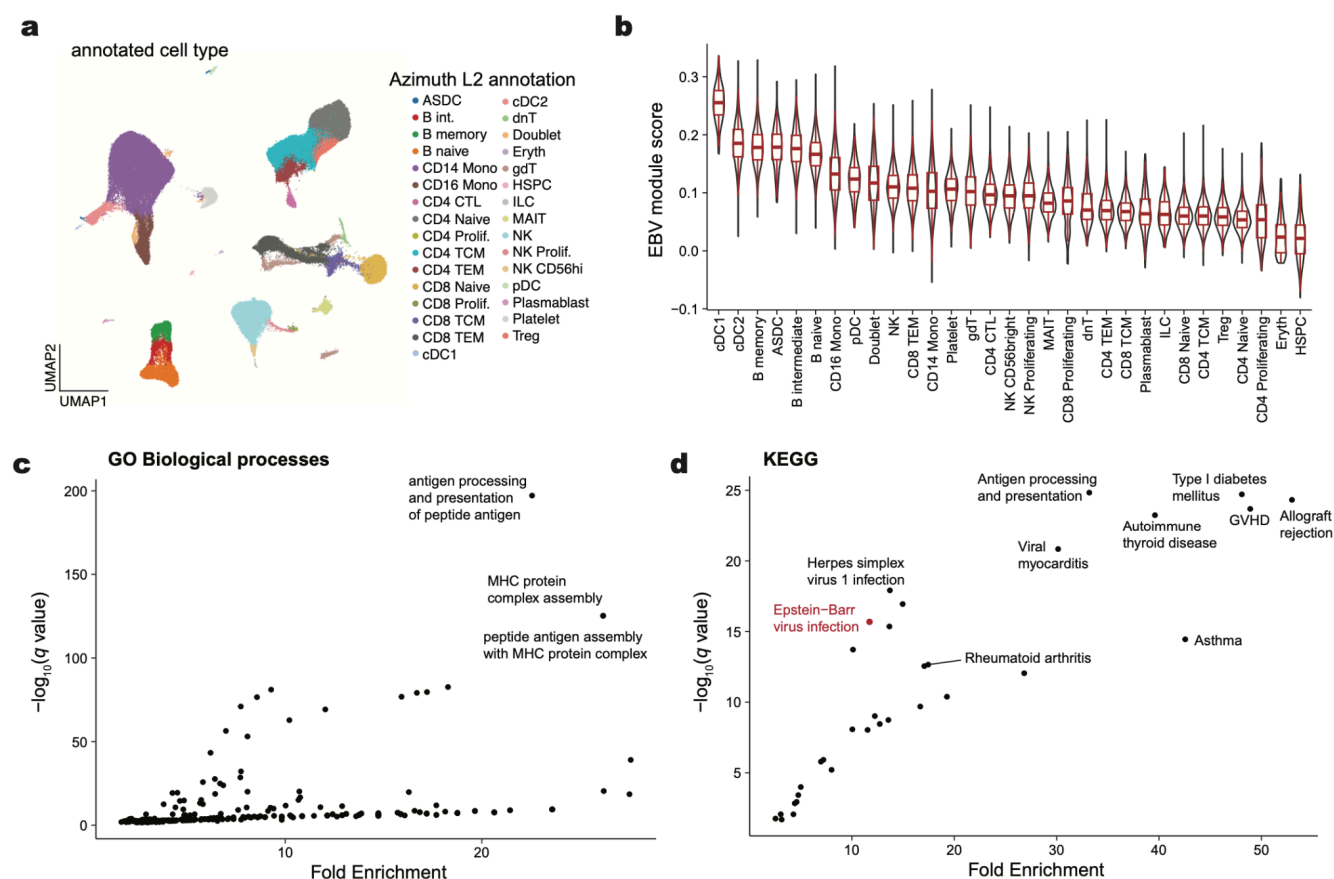 a
annotated cell type
UMAP2
UMAP1
Azimuth L2 annotation
ASDC
B int.
B memory
B naive
CD14 Mono
CD16 Mono
CD4 CTL
CD4 Naive
CD4 Prolif.
CD4 TCM
CD4 TEM
CD8 Naive
CD8 Prolif.
CD8 TCM
CD8 TEM
cDC1
cDC2
dnT
Doublet
Eryth
gdT
HSPC
ILC
MAIT
NK
NK Prolif.
NK CD56hi
pDC
Plasmablast
Platelet
Treg
b
EBV module score
0.3
0.2
0.1
0.0
−0.1
cDC1
cDC2
B memory
ASDC
B intermediate
B naive
CD16 Mono
pDC
Doublet
NK
CD8 TEM
CD14 Mono
Platelet
gdT
CD4 CTL
NK CD56bright
NK Proliferating
MAIT
CD8 Proliferating
dnT
CD4 TEM
CD8 TCM
Plasmablast
ILC
CD8 Naive
CD4 TCM
Treg
CD4 Naive
CD4 Proliferating
Eryth
HSPC
c
GO Biological processes
−log10(q value)
200
150
100
50
0
antigen processing
and presentation
of peptide antigen
MHC protein
complex assembly
peptide antigen assembly
with MHC protein complex
10
20
Fold Enrichment
d
KEGG
−log10(q value)
25
20
15
10
5
Antigen processing
and presentation
Type I diabetes
mellitus
GVHD
Allograft
rejection
Autoimmune
thyroid disease
Viral
myocarditis
Herpes simplex
virus 1 infection
Epstein−Barr
virus infection
Asthma
Rheumatoid arthritis
10
20
30
40
50
Fold Enrichment